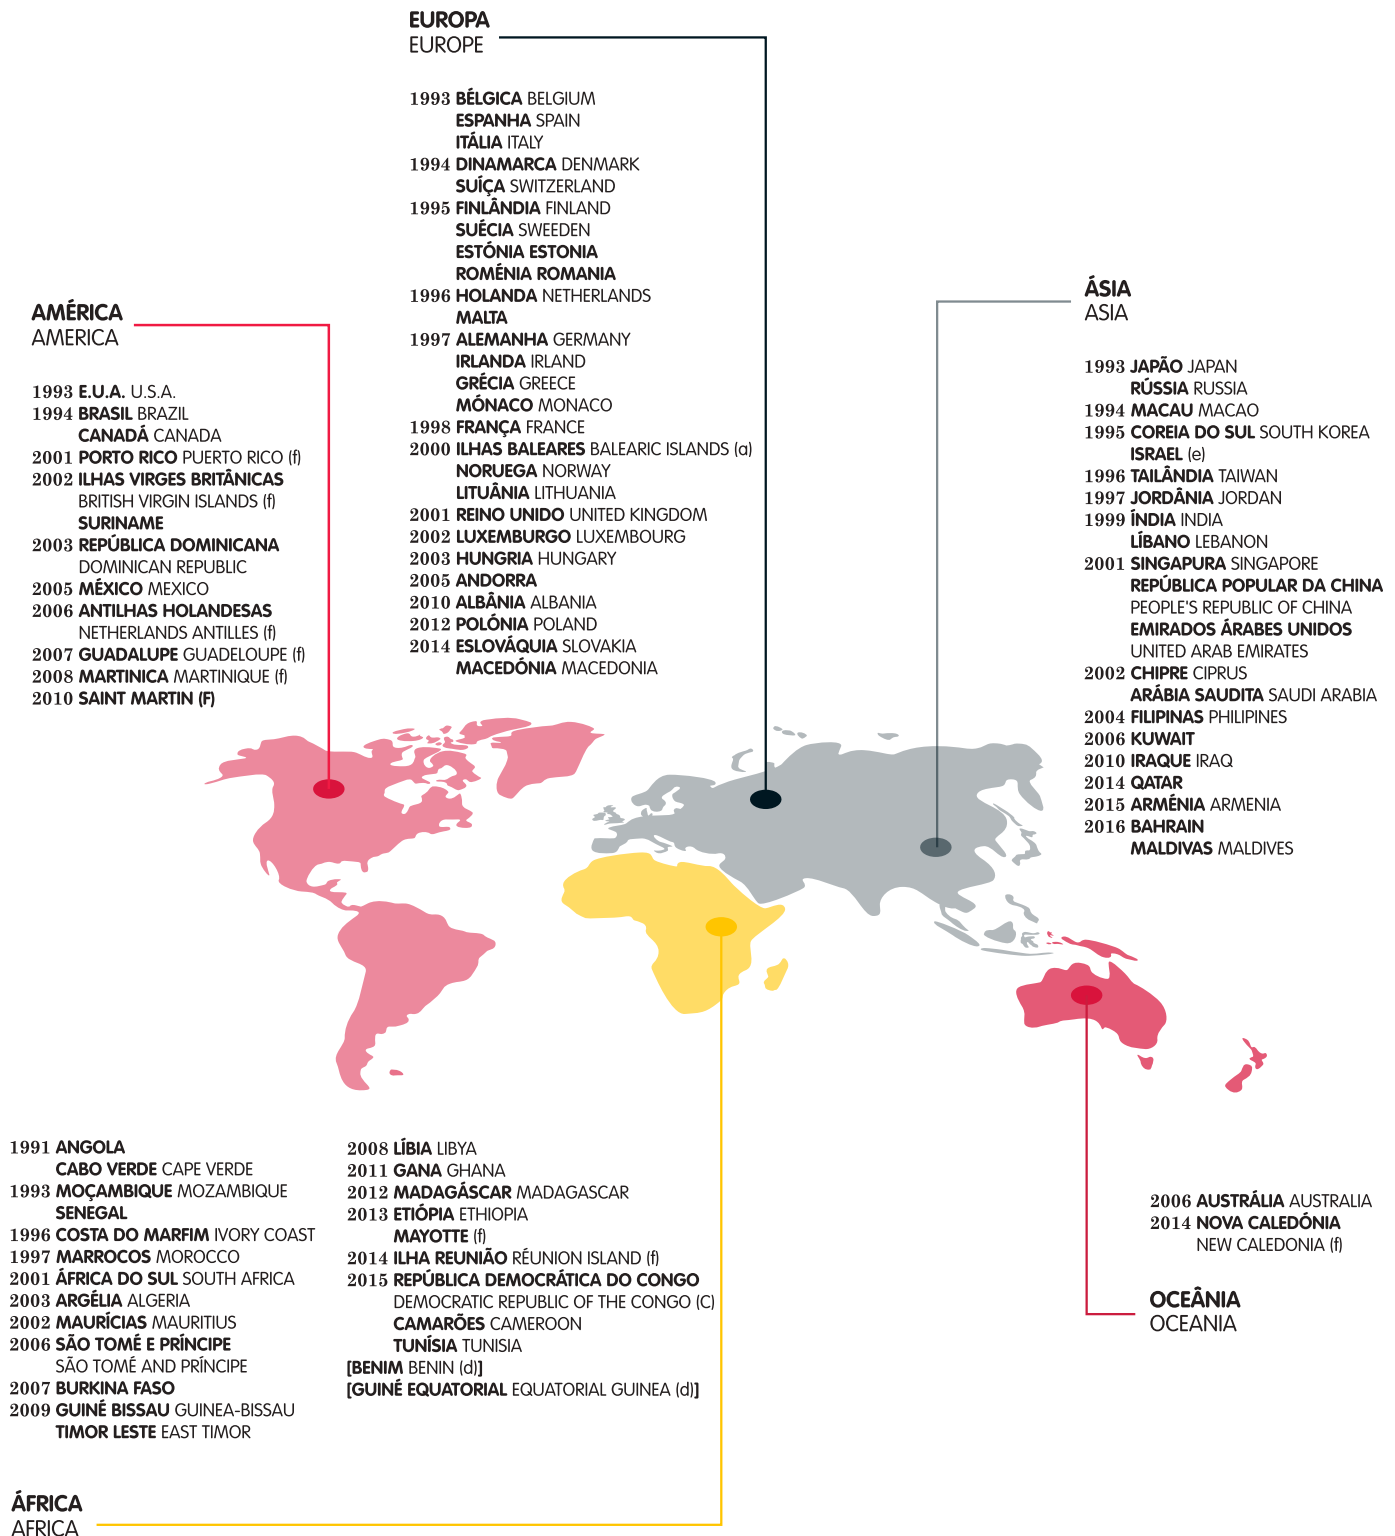 EUROPA
EUROPE
1993 BÉLGICA BELGIUM
ESPANHA SPAIN
ITÁLIA ITALY
1994 DINAMARCA DENMARK
SUÍÇA SWITZERLAND
1995 FINLÂNDIA FINLAND
SUÉCIA SWEEDEN
ESTÓNIA ESTONIA
ROMÉNIA ROMANIA
1996 HOLANDA NETHERLANDS
MALTA
1997 ALEMANHA GERMANY
IRLANDA IRLAND
GRÉCIA GREECE
MÓNACO MONACO
1998 FRANÇA FRANCE
2000 ILHAS BALEARES BALEARIC ISLANDS (a)
NORUEGA NORWAY
LITUÂNIA LITHUANIA
2001 REINO UNIDO UNITED KINGDOM
2002 LUXEMBURGO LUXEMBOURG
2003 HUNGRIA HUNGARY
2005 ANDORRA
2010 ALBÂNIA ALBANIA
2012 POLÓNIA POLAND
2014 ESLOVÁQUIA SLOVAKIA
MACEDÓNIA MACEDONIA
AMÉRICA
AMERICA
1993 E.U.A. U.S.A.
1994 BRASIL BRAZIL
CANADÁ CANADA
2001 PORTO RICO PUERTO RICO (f)
2002 ILHAS VIRGES BRITÂNICAS
BRITISH VIRGIN ISLANDS (f)
SURINAME
2003 REPÚBLICA DOMINICANA
DOMINICAN REPUBLIC
2005 MÉXICO MEXICO
2006 ANTILHAS HOLANDESAS
NETHERLANDS ANTILLES (f)
2007 GUADALUPE GUADELOUPE (f)
2008 MARTINICA MARTINIQUE (f)
2010 SAINT MARTIN (F)
ÁSIA
ASIA
1993 JAPÃO JAPAN
RÚSSIA RUSSIA
1994 MACAU MACAO
1995 COREIA DO SUL SOUTH KOREA
ISRAEL (e)
1996 TAILÂNDIA TAIWAN
1997 JORDÂNIA JORDAN
1999 ÍNDIA INDIA
LÍBANO LEBANON
2001 SINGAPURA SINGAPORE
REPÚBLICA POPULAR DA CHINA
PEOPLE'S REPUBLIC OF CHINA
EMIRADOS ÁRABES UNIDOS
UNITED ARAB EMIRATES
2002 CHIPRE CIPRUS
ARÁBIA SAUDITA SAUDI ARABIA
2004 FILIPINAS PHILIPINES
2006 KUWAIT
2010 IRAQUE IRAQ
2014 QATAR
2015 ARMÉNIA ARMENIA
2016 BAHRAIN
MALDIVAS MALDIVES
1991 ANGOLA
CABO VERDE CAPE VERDE
1993 MOÇAMBIQUE MOZAMBIQUE
SENEGAL
1996 COSTA DO MARFIM IVORY COAST
1997 MARROCOS MOROCCO
2001 ÁFRICA DO SUL SOUTH AFRICA
2003 ARGÉLIA ALGERIA
2002 MAURÍCIAS MAURITIUS
2006 SÃO TOMÉ E PRÍNCIPE
SÃO TOMÉ AND PRÍNCIPE
2007 BURKINA FASO
2009 GUINÉ BISSAU GUINEA-BISSAU
TIMOR LESTE EAST TIMOR
2008 LÍBIA LIBYA
2011 GANA GHANA
2012 MADAGÁSCAR MADAGASCAR
2013 ETIÓPIA ETHIOPIA
MAYOTTE (f)
2014 ILHA REUNIÃO RÉUNION ISLAND (f)
2015 REPÚBLICA DEMOCRÁTICA DO CONGO
DEMOCRATIC REPUBLIC OF THE CONGO (C)
CAMARÕES CAMEROON
TUNÍSIA TUNISIA
[BENIM BENIN (d)]
[GUINÉ EQUATORIAL EQUATORIAL GUINEA (d)]
ÁFRICA
AFRICA
2006 AUSTRÁLIA AUSTRALIA
2014 NOVA CALEDÓNIA
NEW CALEDONIA (f)
OCEÂNIA
OCEANIA